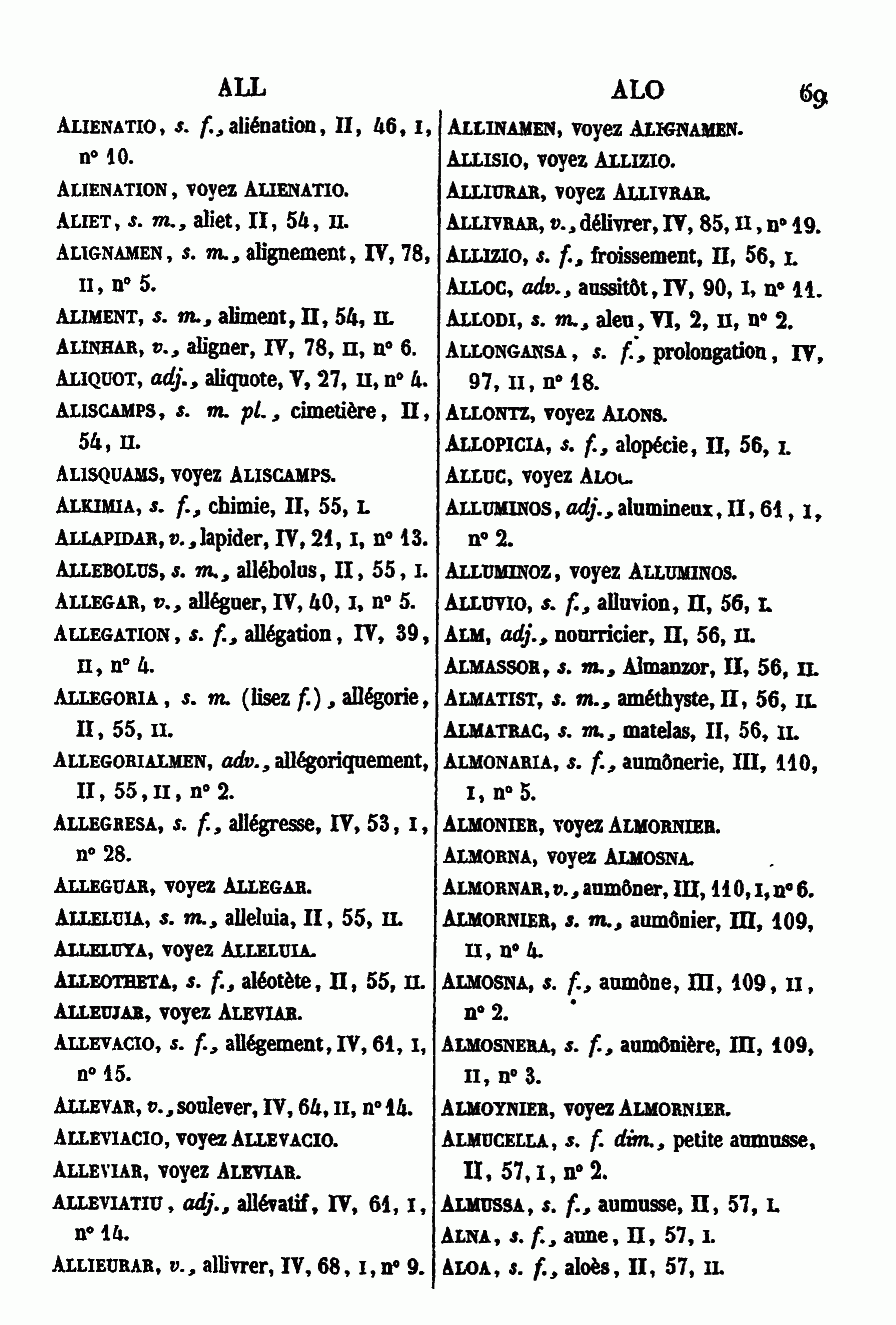 ALL
ALIENATIO, s. f., aliénation, II, 46, I,
n° 10.
ALIENATION, voyez ALIENATIO.
ALIET, s. m., aliet, II, 54, II.
ALIGNAMEN, s. m., alignement, IV, 78,
II, n° 5.
ALIMENT, s. m., aliment, II, 54, II.
ALINHAR, v., aligner, IV, 78, II, n° 6.
ALIQUOT, adj., aliquote, V, 27, II, n° 4.
ALISCAMPS, s. m. pl., cimetière, II,
54, II.
ALISQUAMS, voyez ALISCAMPS.
ALKIMIA, s. f., chimie, II, 55, I.
ALLAPIDAR, v., lapider, IV, 21, I, n° 13.
ALLEBOLUS, s. m., allébolus, II, 55, I.
ALLEGAR, v., alléguer, IV, 40, I, n° 5.
ALLEGATION, s. f., allégation, IV, 39,
II, n° 4.
ALLEGORIA, s. m. (lisez f.), allégorie,
II, 55, II.
ALLEGORIALMEN, adv., allégoriquement,
II, 55, II, n° 2.
ALLEGRESA, s. f., allégresse, IV, 53, I,
n° 28.
ALLEGUAR, voyez ALLEGAR.
ALLELUIA, s. m., alleluia, II, 55, II.
ALLELUYA, voyez ALLELUIA.
ALLEOTHETA, s. f., aléotète, II, 55, II.
ALLEUJAR, voyez ALEVIAR.
ALLEVACIO, s. f., allégement, IV, 61, I,
n° 15.
ALLEVAR, v., soulever, IV, 64, II, n° 14.
ALLEVIACIO, voyez ALLEVACIO.
ALLEVIAR, voyez ALEVIAR.
ALLEVIATIU, adj., allévatif, IV, 61, I,
n° 14.
ALLIEURAR, v., allivrer, IV, 68, I, n° 9.
ALO 69
ALLINAMEN, voyez ALIGNAMEN.
ALLISIO, voyez ALLIZIO.
ALLIURAR, voyez ALLIVRAR.
ALLIVRAR, v., délivrer, IV, 85, II, n° 19.
ALLIZIO, s. f., froissement, II, 56, I.
ALLOC, adv., aussitôt, IV, 90, I, n° 11.
ALLODI, s. m., aleu, VI, 2, II, n° 2.
ALLONGANSA, s. f., prolongation, IV,
97, II, n° 18.
ALLONTZ, voyez ALONS.
ALLOPICIA, s. f., alopécie, II, 56, I.
ALLUC, voyez ALOC.
ALLUMINOS, adj., alumineux, II, 61, I,
n° 2.
ALLUMINOZ, voyez ALLUMINOS.
ALLUVIO, s. f., alluvion, II, 56, I.
ALM, adj., nourricier, II, 56, II.
ALMASSOR, s. m., Almanzor, II, 56, II.
ALMATIST, s. m., améthyste, II, 56, II.
ALMATRAC, s. m., matelas, II, 56, II.
ALMONARIA, s. f., aumônerie, III, 110,
I, n° 5.
ALMONIER, voyez ALMORNIER.
ALMORNA, voyez ALMOSNA.
ALMORNAR, v., aumôner, III, 110, I, n° 6.
ALMORNIER, s. m., aumônier, III, 109,
II, n° 4.
ALMOSNA, s. f., aumône, III, 109, II,
n° 2.
ALMOSNERA, s. f., aumônière, III, 109,
II, n° 3.
ALMOYNIER, voyez ALMORNIER.
ALMUCELLA, s. f. dim., petite aumusse,
II, 57, I, n° 2.
ALMUSSA, s. f., aumusse, II, 57, I.
ALNA, s. f., aune, II, 57, I.
ALOA, s. f., aloès, II, 57, II.